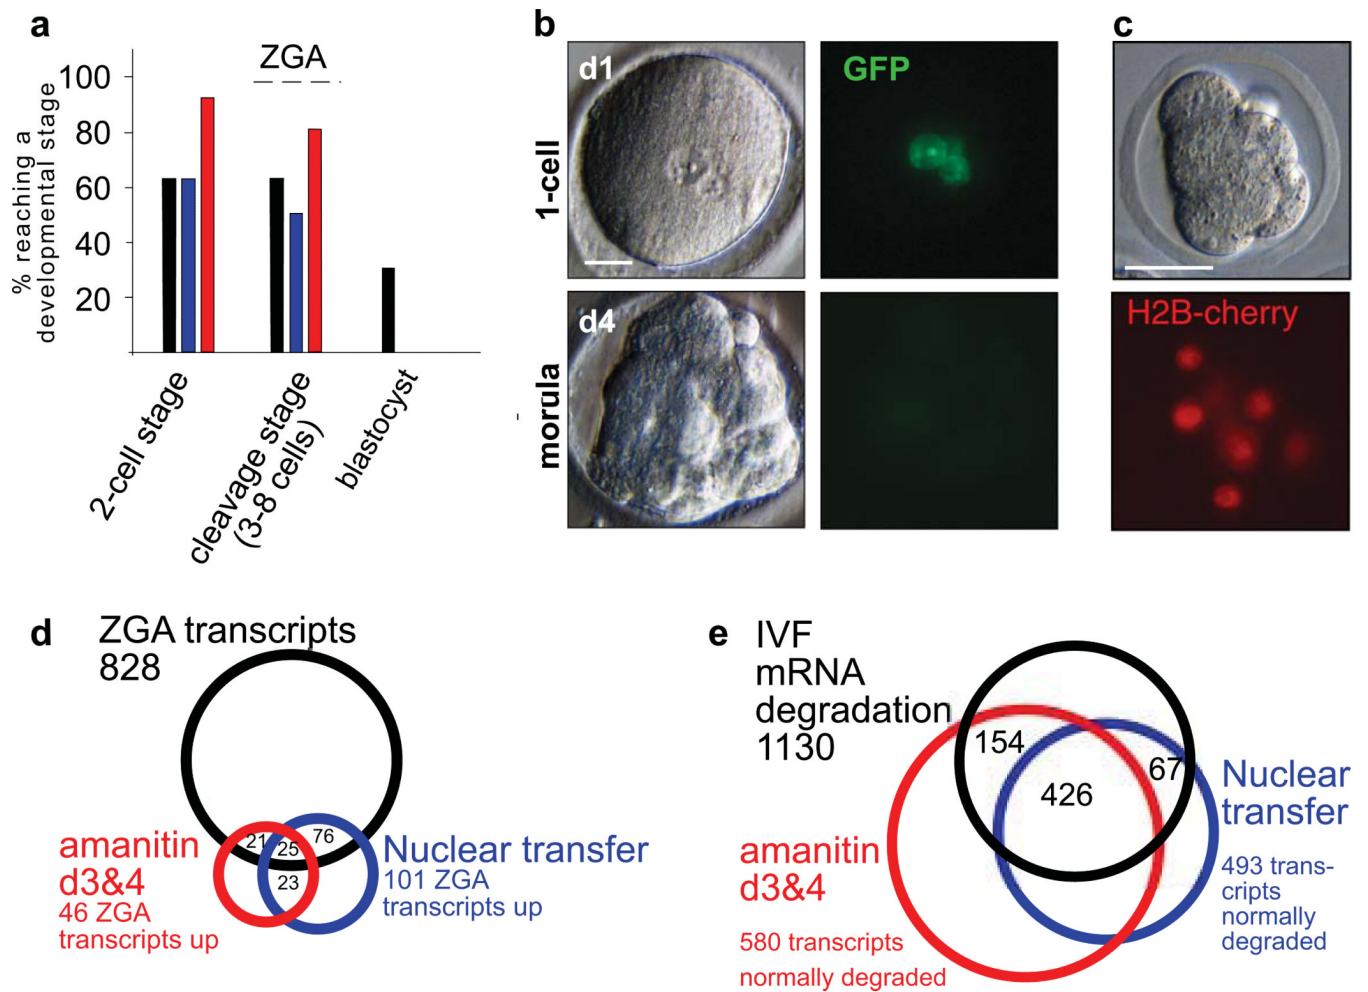 a
ZGA
% reaching a
developmental stage
100
80
60
40
20
2-cell stage
cleavage stage
(3-8 cells)
blastocyst
b
1-cell
d1
GFP
morula
d4
c
H2B-cherry
d
ZGA transcripts
828
21
76
25
23
amanitin
d3&4
46 ZGA
transcripts up
Nuclear transfer
101 ZGA
transcripts up
e
IVF
mRNA
degradation
1130
154
67
426
amanitin
d3&4
580 transcripts
normally degraded
Nuclear
transfer
493 trans-
cripts
normally
degraded